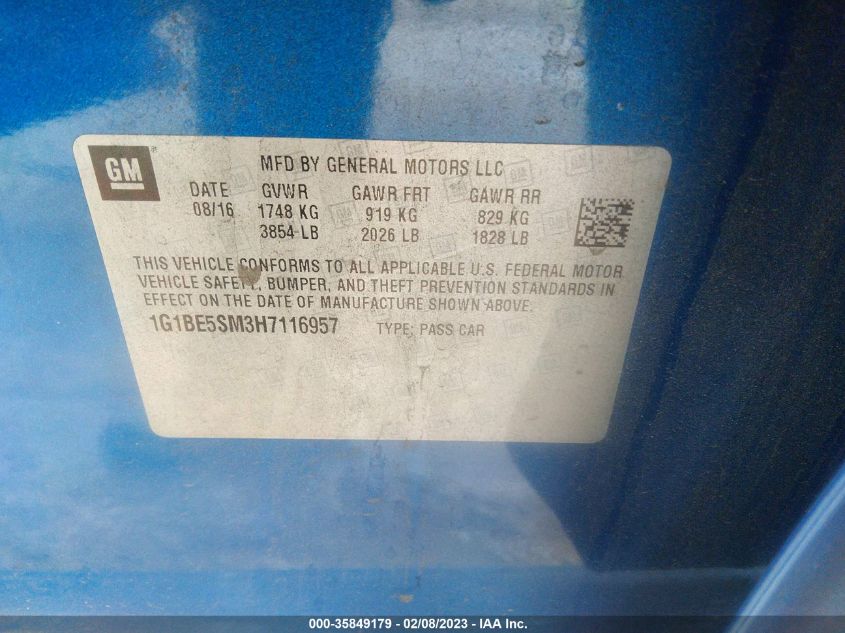 GM
MFD BY GENERAL MOTORS LLC
DATE GVWR GAWR FRT GAWR RR
08/16 1748 KG 919 KG 829 KG
3854 LB 2026 LB 1828 LB
THIS VEHICLE CONFORMS TO ALL APPLICABLE U.S. FEDERAL MOTOR
VEHICLE SAFETY, BUMPER, AND THEFT PREVENTION STANDARDS IN
EFFECT ON THE DATE OF MANUFACTURE SHOWN ABOVE.
1G1BE5SM3H7116957 TYPE: PASS CAR
000-35849179 - 02/08/2023 - IAA Inc.